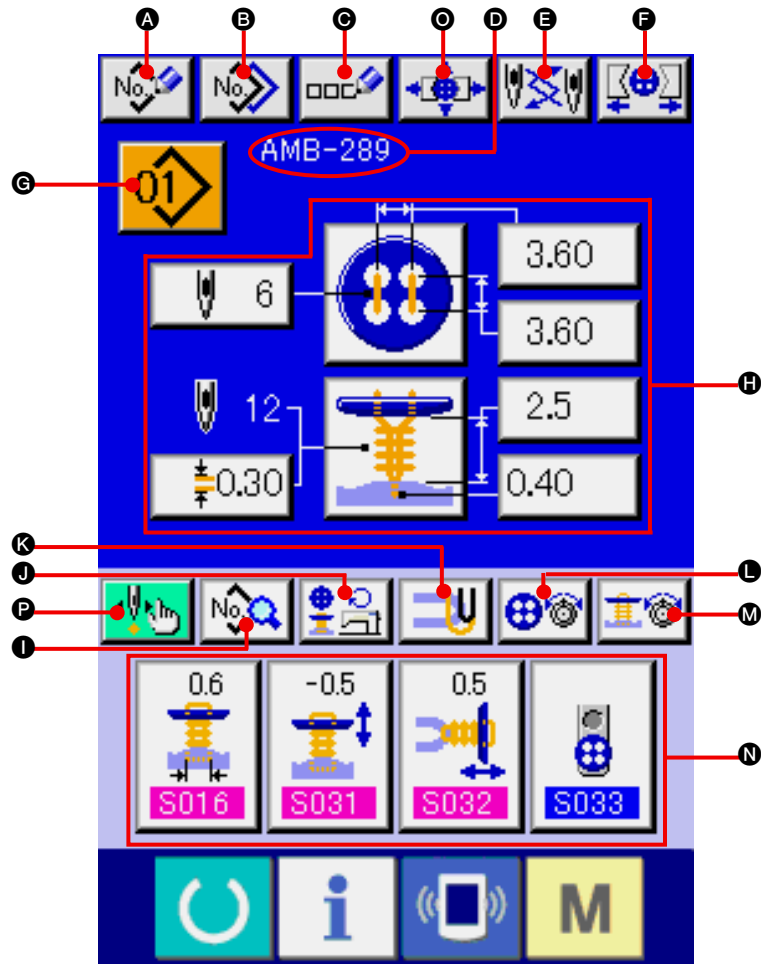 A B C O D E F
No. No.
AMB-289
G 01
3.60
6
3.60
H
12 2.5
0.30 0.40
K
J L
P No. M
I
0.6 -0.5 0.5
N
S016 S031 S032 S033
i M